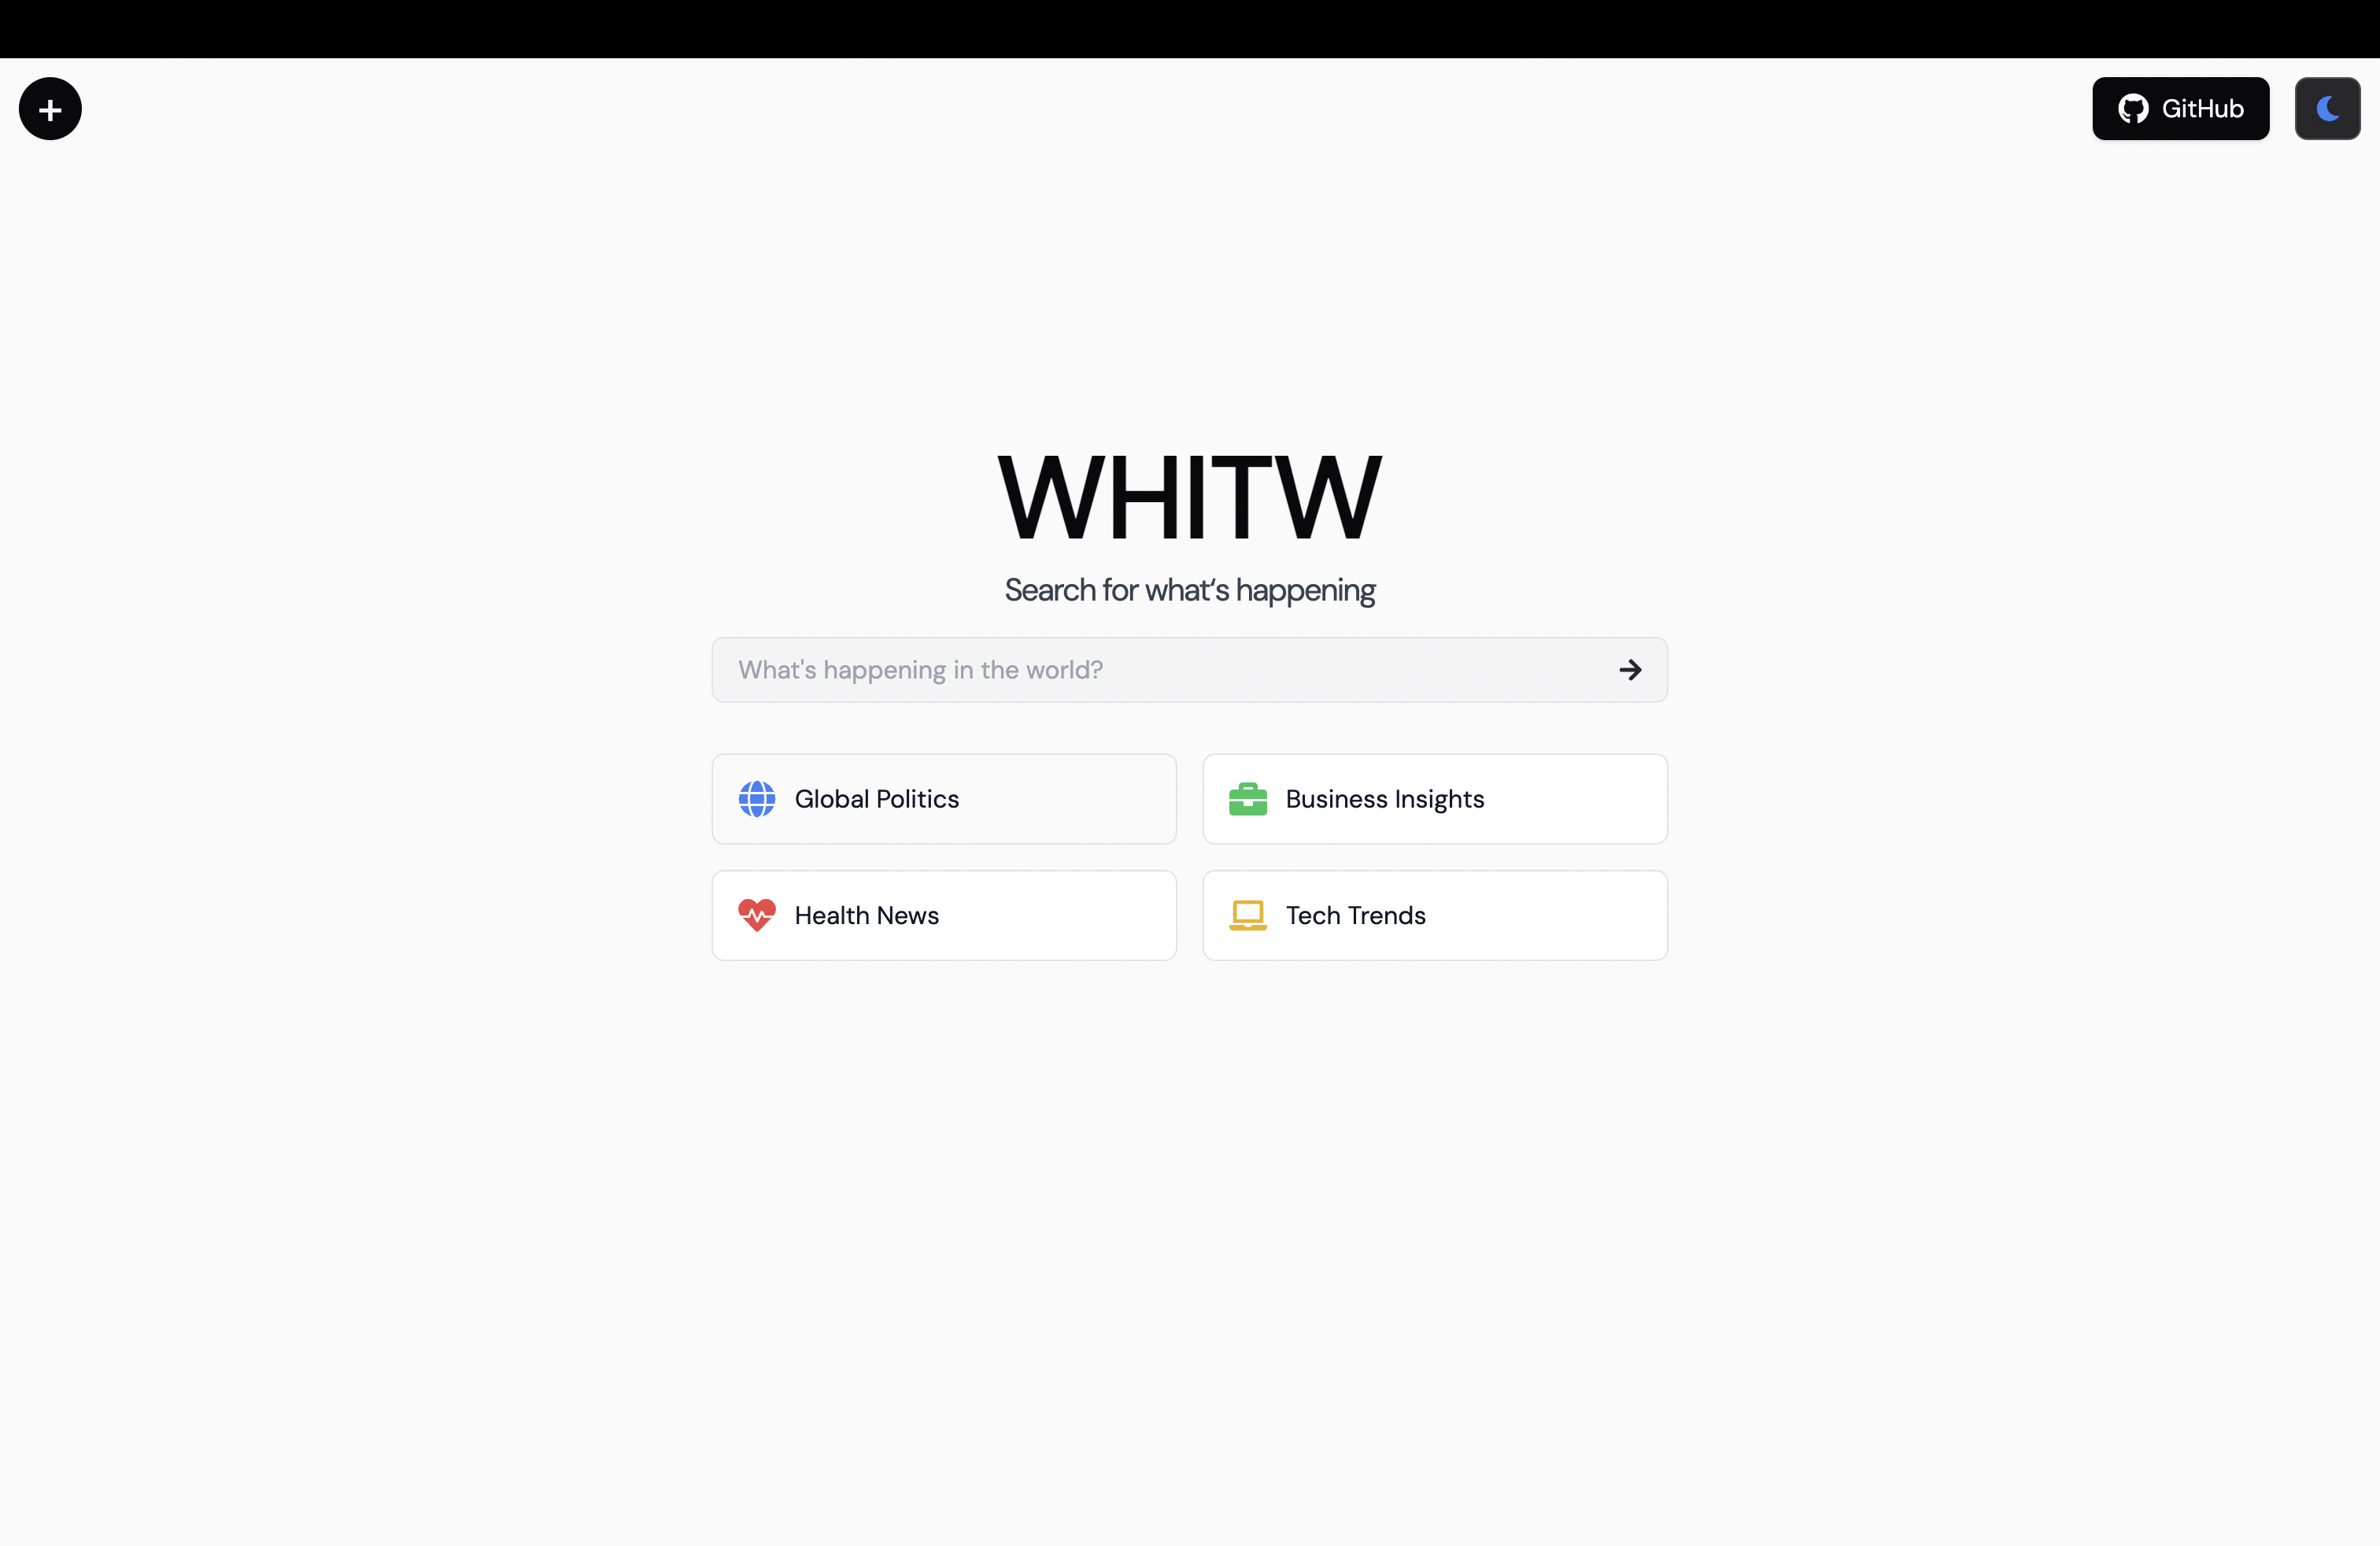 GitHub
WHITW
Search for what‘s happening
What's happening in the world?
Global Politics
Business Insights
Health News
Tech Trends